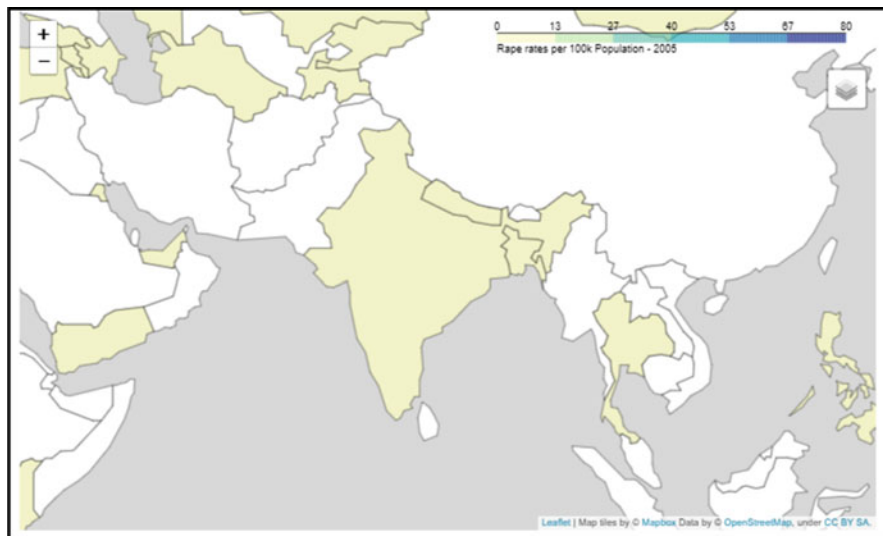 +
−
0 13 27 40 53 67 80
Rape rates per 100k Population - 2005
Leaflet | Map tiles by © Mapbox Data by © OpenStreetMap, under CC BY SA.